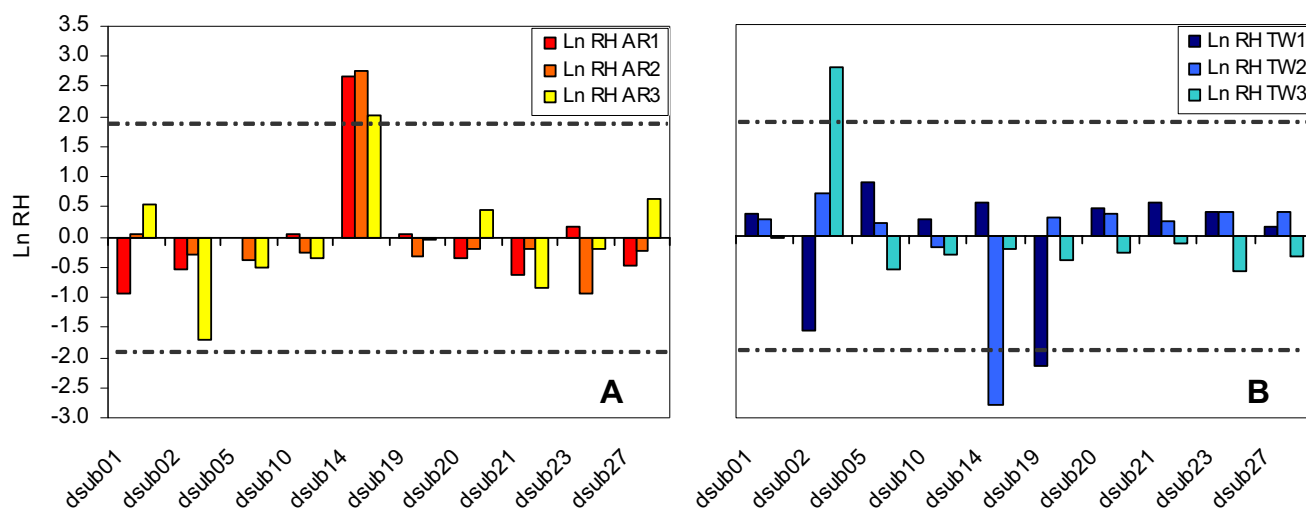 3.5
3.0
2.5
2.0
1.5
1.0
0.5
0.0
-0.5
-1.0
-1.5
-2.0
-2.5
-3.0
Ln RH
Ln RH AR1
Ln RH AR2
Ln RH AR3
A
dsub01
dsub02
dsub05
dsub10
dsub14
dsub19
dsub20
dsub21
dsub23
dsub27
Ln RH TW1
Ln RH TW2
Ln RH TW3
B
dsub01
dsub02
dsub05
dsub10
dsub14
dsub19
dsub20
dsub21
dsub23
dsub27